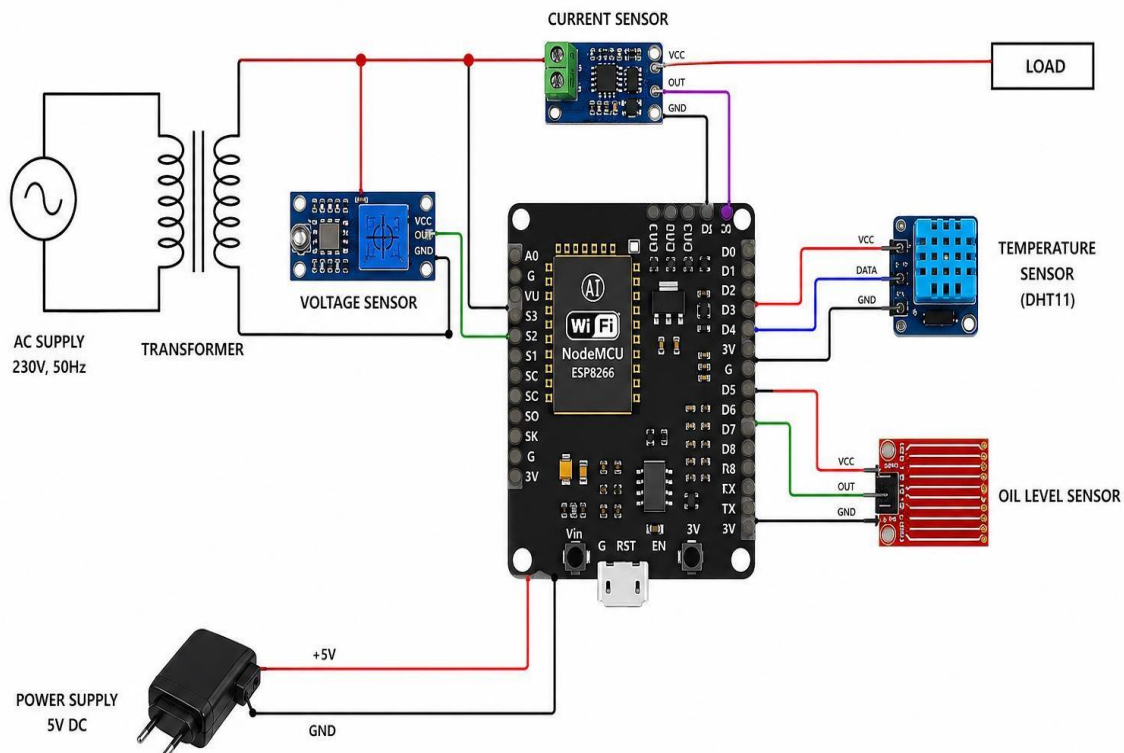 CURRENT SENSOR
VCC
OUT
GND
LOAD
VCC
OUT
GND
VOLTAGE SENSOR
AC SUPPLY
230V, 50Hz
TRANSFORMER
A0
G
VU
S3
S2
S1
SC
SC
SO
SK
G
3V
AI
Wi Fi
NodeMCU
ESP8266
D0
D1
D2
D3
D4
3V
G
D5
D6
D7
D8
R8
TX
3V
Vin
G
RST
EN
3V
VCC
DATA
GND
TEMPERATURE
SENSOR
(DHT11)
VCC
OUT
GND
OIL LEVEL SENSOR
+5V
GND
POWER SUPPLY
5V DC